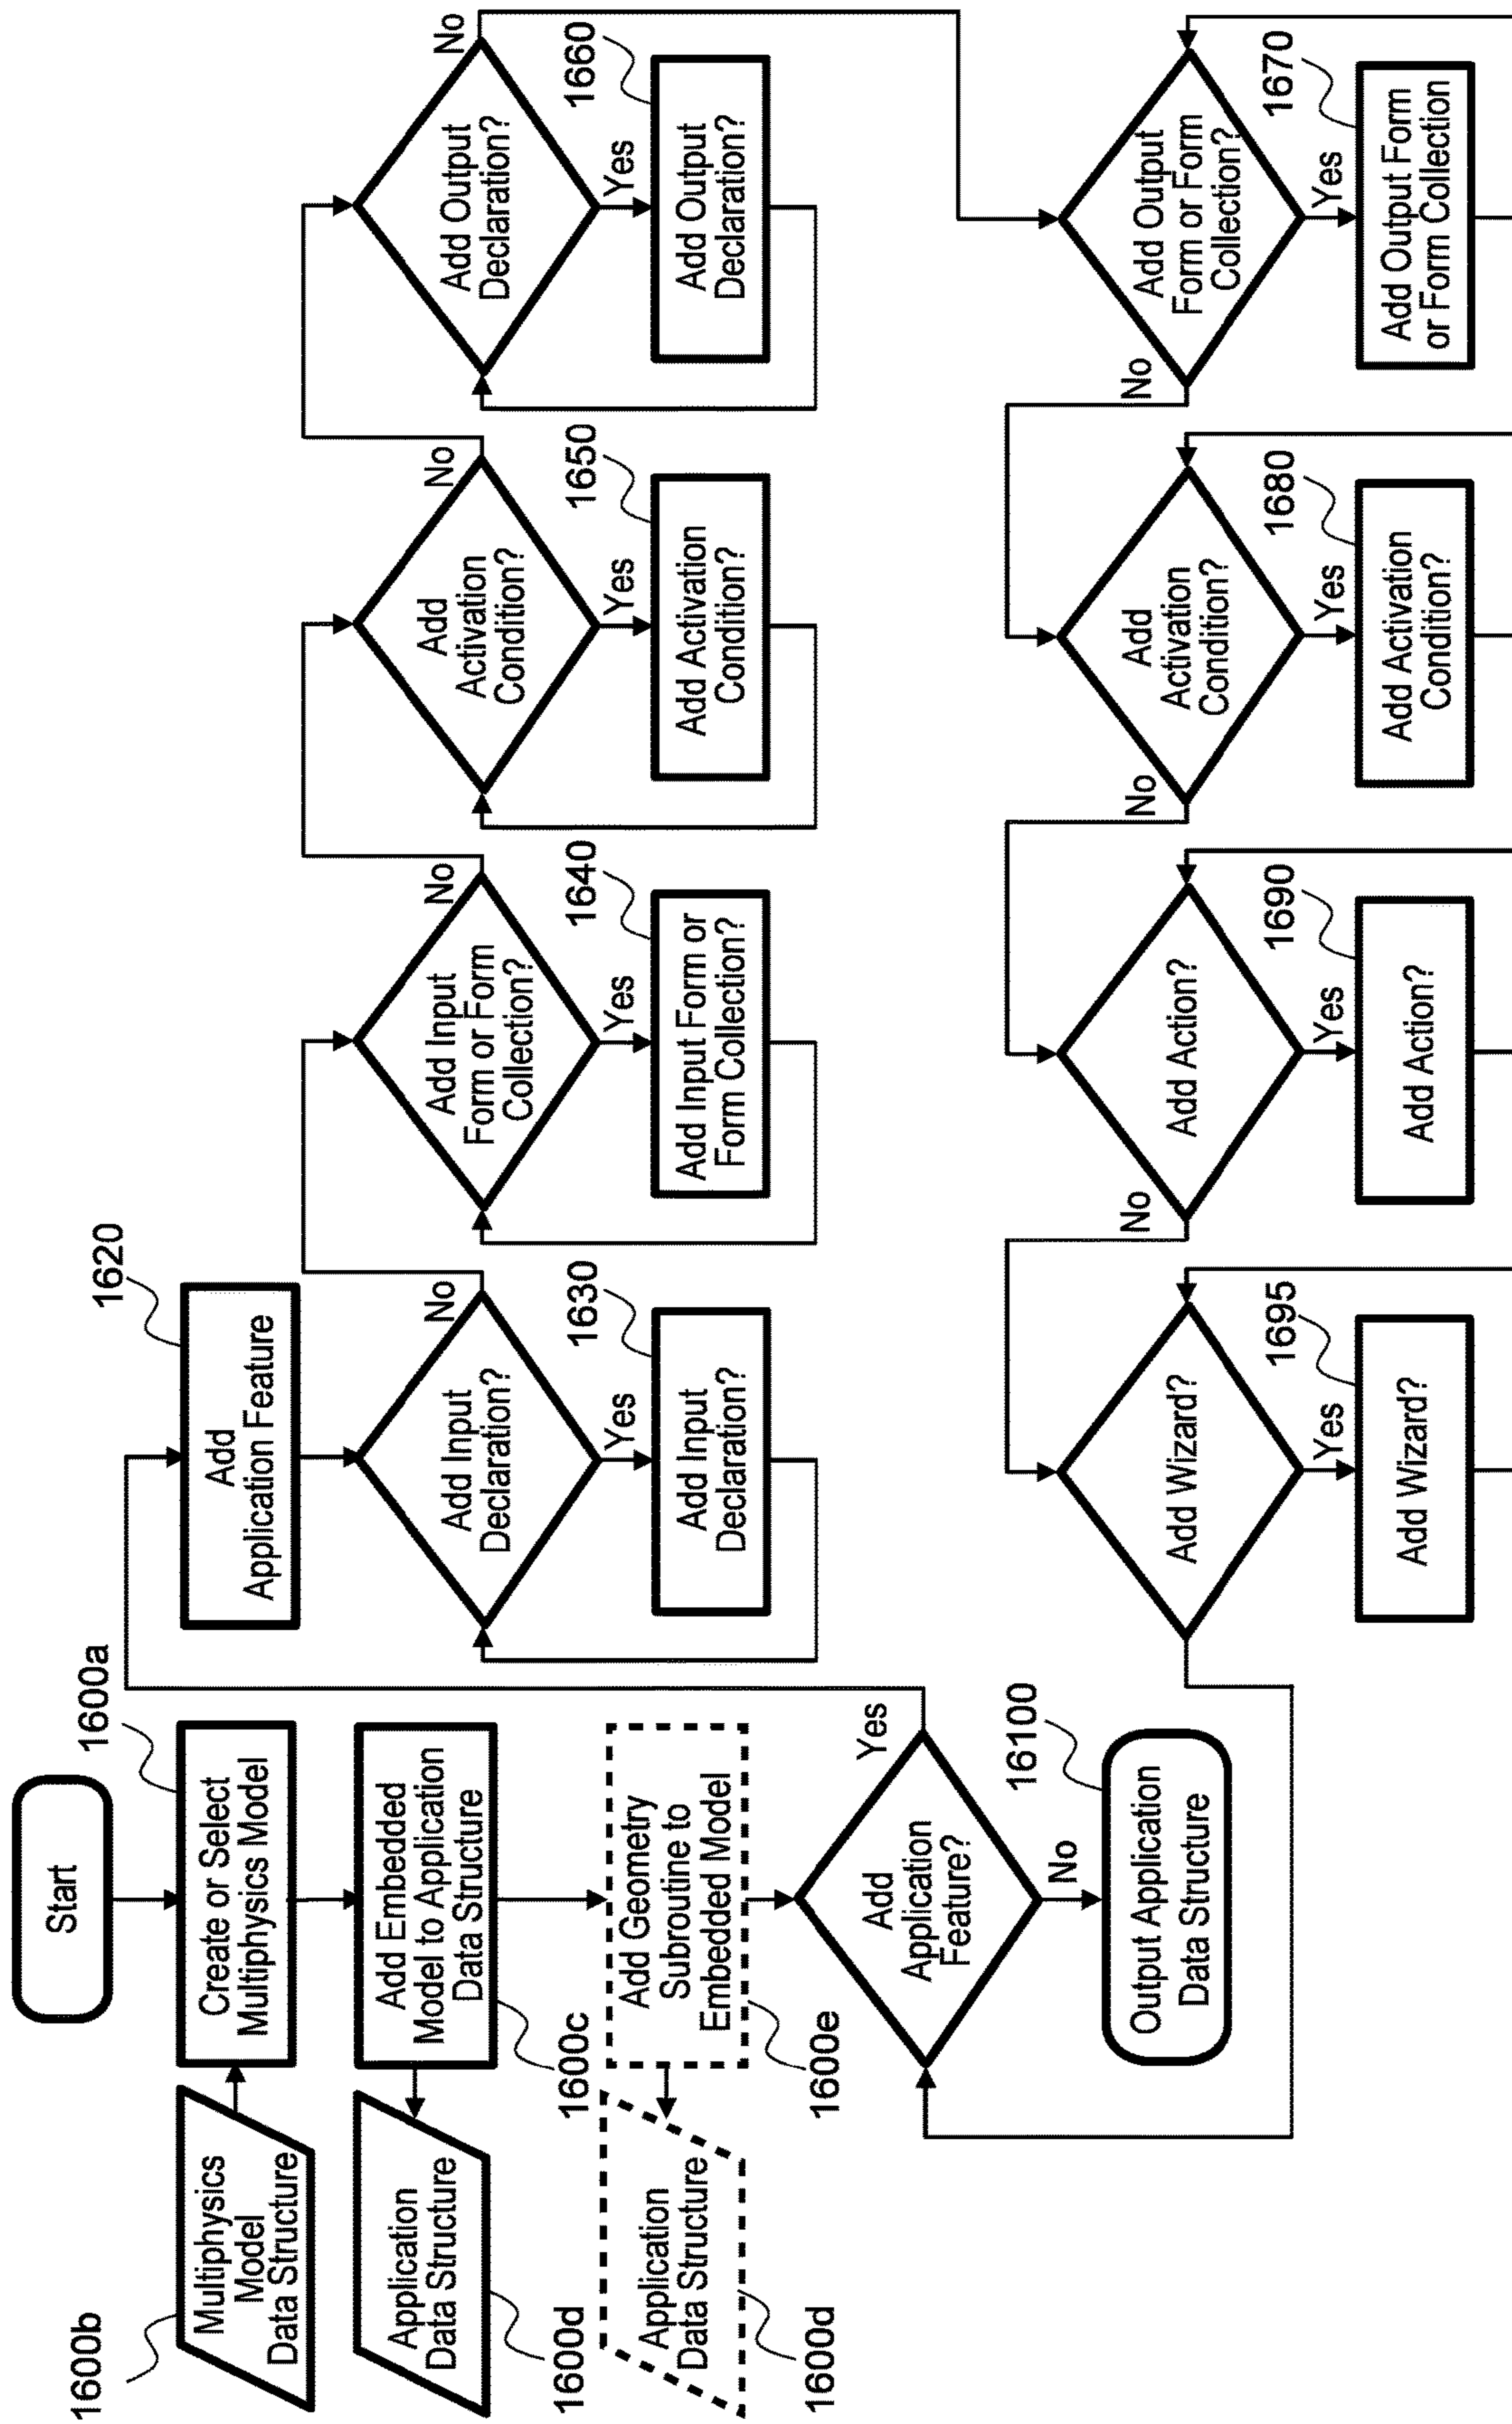 Start
1600a
Create or Select
Multiphysics Model
1600b
Multiphysics
Model
Data Structure
Add Embedded
Model to Application
Data Structure
1600c
Application
Data Structure
1600d
Add Geometry
Subroutine to
Embedded Model
1600e
Application
Data Structure
1600d
Add
Application
Feature?
Yes
No
16100
Output Application
Data Structure
1620
Add
Application Feature
Add Input
Declaration?
No
Yes
1630
Add Input
Declaration?
Add Input
Form or Form
Collection?
No
Yes
1640
Add Input Form or
Form Collection?
Add
Activation
Condition?
No
Yes
1650
Add Activation
Condition?
Add Output
Declaration?
No
Yes
1660
Add Output
Declaration?
Add Output
Form or Form
Collection?
No
Yes
1670
Add Output Form
or Form Collection
Add
Activation
Condition?
No
Yes
1680
Add Activation
Condition?
Add Action?
No
Yes
1690
Add Action?
Add Wizard?
Yes
1695
Add Wizard?